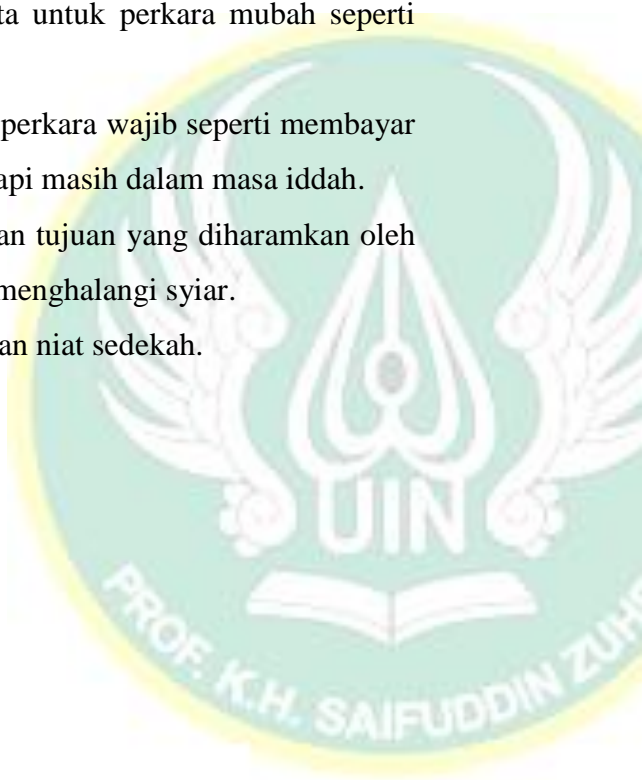 ta untuk perkara mubah seperti
perkara wajib seperti membayar
api masih dalam masa iddah.
an tujuan yang diharamkan oleh
menghalangi syiar.
an niat sedekah.
UIN
PROF. K.H. SAIFUDDIN ZUH